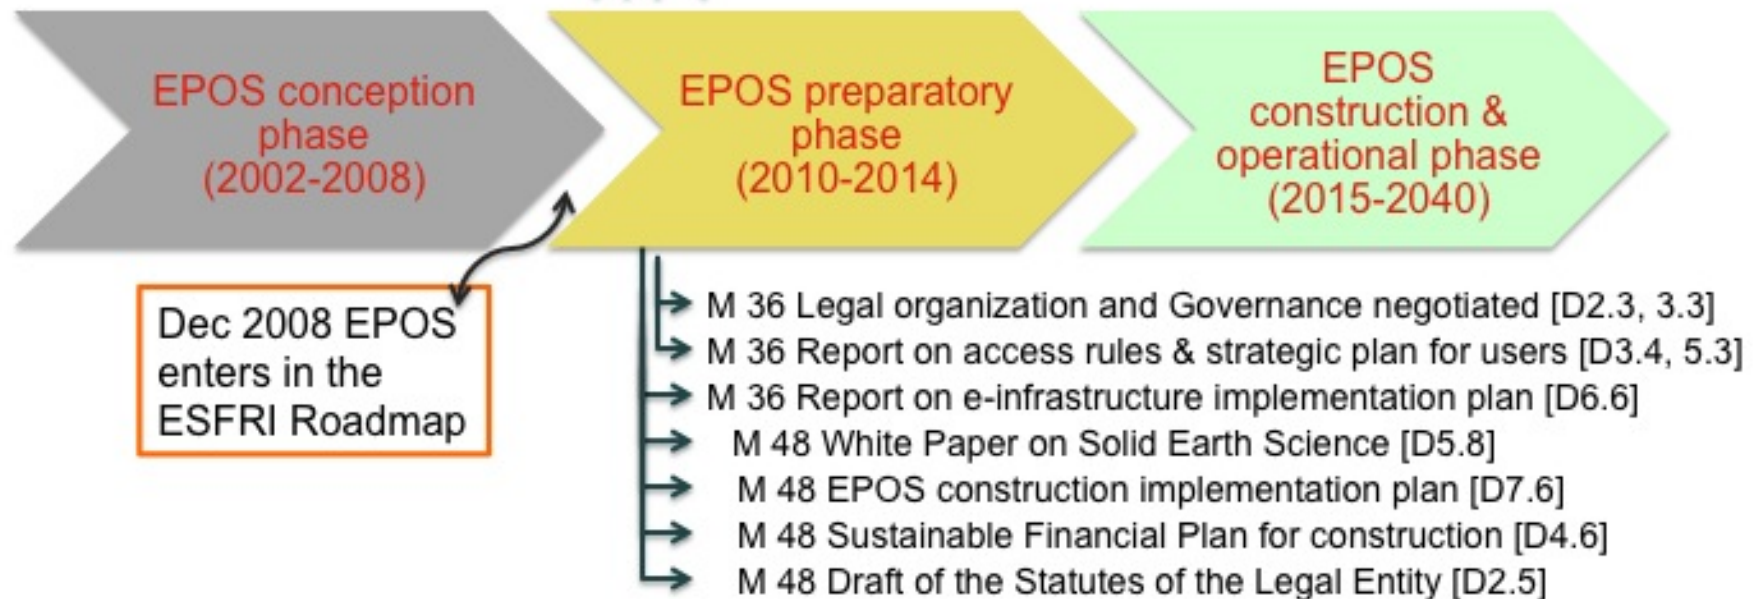 EPOS conception
phase
(2002-2008)
EPOS preparatory
phase
(2010-2014)
EPOS
construction &
operational phase
(2015-2040)
Dec 2008 EPOS
enters in the
ESFRI Roadmap
M 36 Legal organization and Governance negotiated [D2.3, 3.3]
M 36 Report on access rules & strategic plan for users [D3.4, 5.3]
M 36 Report on e-infrastructure implementation plan [D6.6]
M 48 White Paper on Solid Earth Science [D5.8]
M 48 EPOS construction implementation plan [D7.6]
M 48 Sustainable Financial Plan for construction [D4.6]
M 48 Draft of the Statutes of the Legal Entity [D2.5]